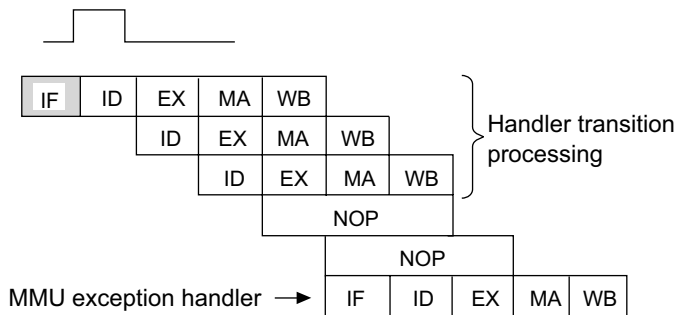 IF ID EX MA WB
ID EX MA WB
Handler transition
processing
ID EX MA WB
NOP
NOP
MMU exception handler IF ID EX MA WB